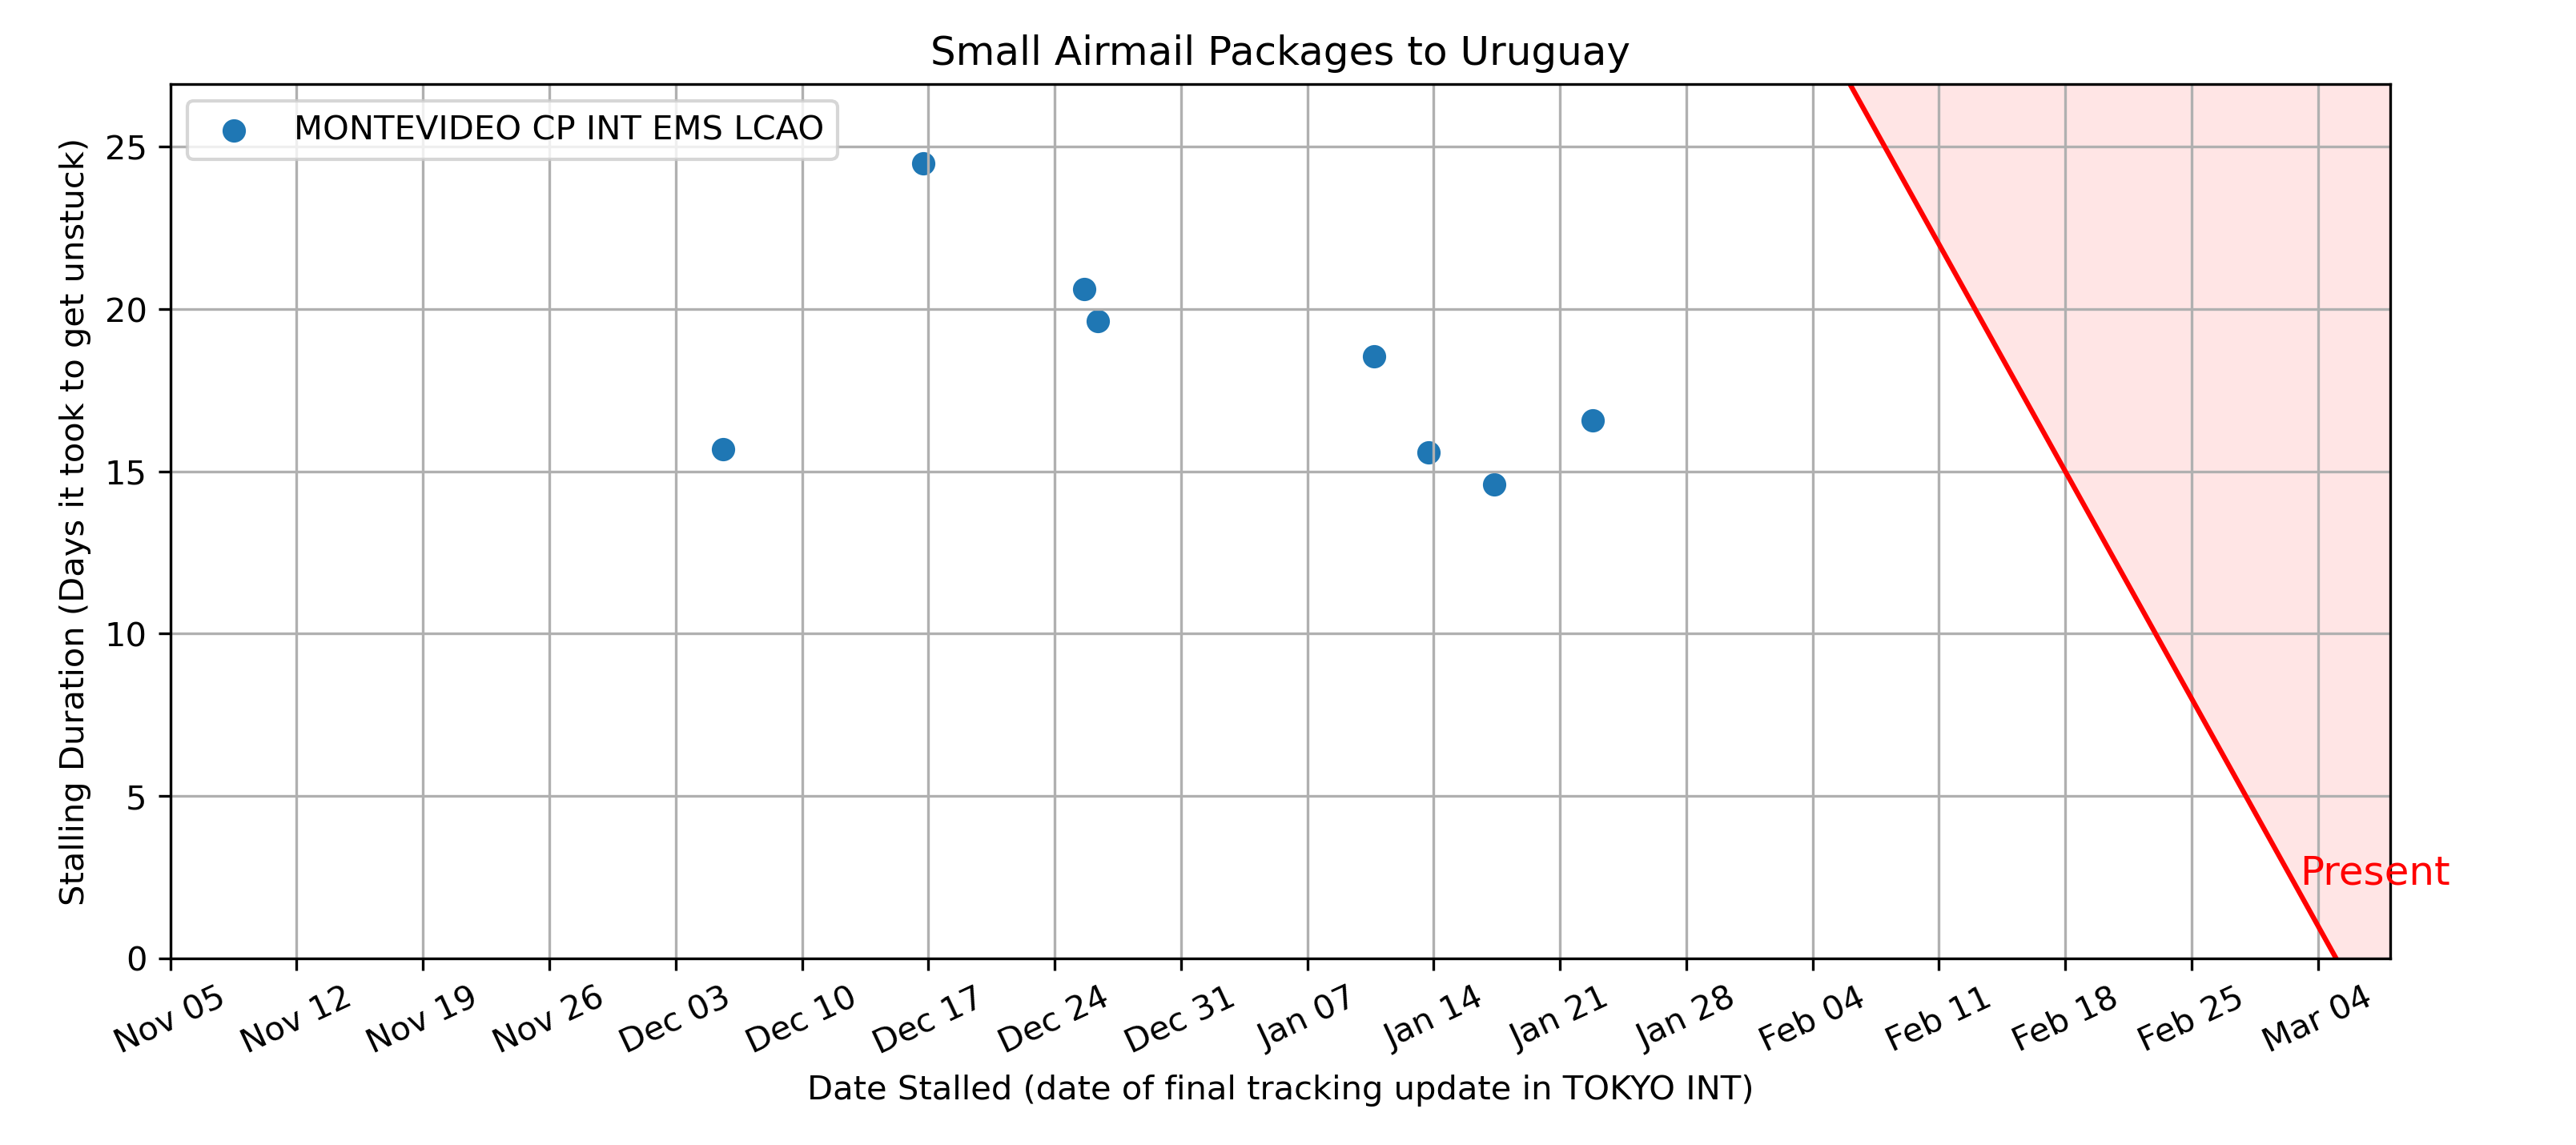 Small Airmail Packages to Uruguay
MONTEVIDEO CP INT EMS LCAO
Stalling Duration (Days it took to get unstuck)
25
20
15
10
5
0
Present
Nov 05
Nov 12
Nov 19
Nov 26
Dec 03
Dec 10
Dec 17
Dec 24
Dec 31
Jan 07
Jan 14
Jan 21
Jan 28
Feb 04
Feb 11
Feb 18
Feb 25
Mar 04
Date Stalled (date of final tracking update in TOKYO INT)